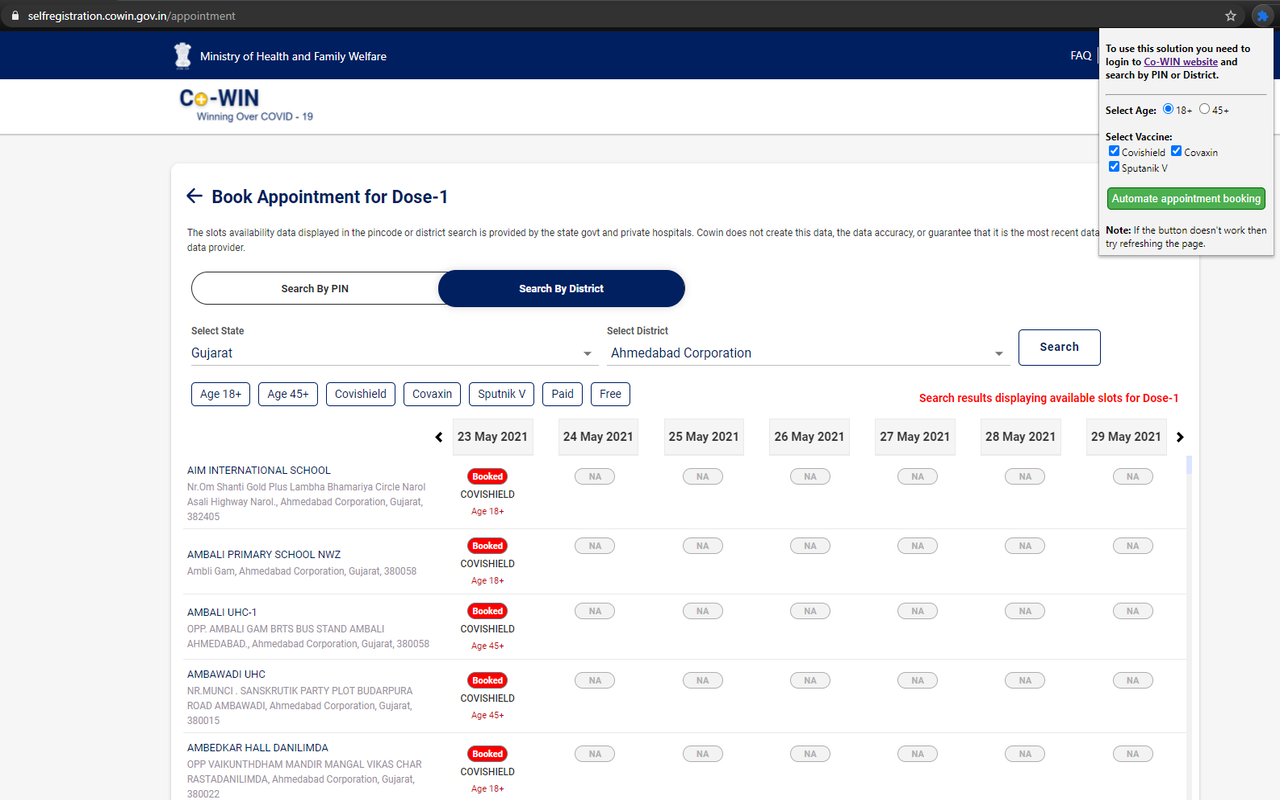 selfregistration.cowin.gov.in/appointment
Ministry of Health and Family Welfare
FAQ
Co-WIN
Winning Over COVID - 19
To use this solution you need to
login to Co-WIN website and
search by PIN or District.
Select Age: 18+ 45+
Select Vaccine:
Covishield Covaxin
Sputanik V
Automate appointment booking
Note: If the button doesn't work then
try refreshing the page.
Book Appointment for Dose-1
The slots availability data displayed in the pincode or district search is provided by the state govt and private hospitals. Cowin does not create this data, the data accuracy, or guarantee that it is the most recent data
data provider.
Search By PIN Search By District
Select State Select District
Gujarat Ahmedabad Corporation Search
Age 18+ Age 45+ Covishield Covaxin Sputnik V Paid Free
Search results displaying available slots for Dose-1
23 May 2021 24 May 2021 25 May 2021 26 May 2021 27 May 2021 28 May 2021 29 May 2021
AIM INTERNATIONAL SCHOOL
Nr.Om Shanti Gold Plus Lambha Bhamariya Circle Narol
Asali Highway Narol., Ahmedabad Corporation, Gujarat,
382405
Booked NA NA NA NA NA NA
COVISHIELD
Age 18+
AMBALI PRIMARY SCHOOL NWZ
Ambli Gam, Ahmedabad Corporation, Gujarat, 380058
Booked NA NA NA NA NA NA
COVISHIELD
Age 18+
AMBALI UHC-1
OPP. AMBALI GAM BRTS BUS STAND AMBALI
AHMEDABAD., Ahmedabad Corporation, Gujarat, 380058
Booked NA NA NA NA NA NA
COVISHIELD
Age 45+
AMBAWADI UHC
NR.MUNCI . SANSKRUTIK PARTY PLOT BUDARPURA
ROAD AMBAWADI, Ahmedabad Corporation, Gujarat,
380015
Booked NA NA NA NA NA NA
COVISHIELD
Age 45+
AMBEDKAR HALL DANILIMDA
OPP VAIKUNTHDHAM MANDIR MANGAL VIKAS CHAR
RASTADANILIMDA, Ahmedabad Corporation, Gujarat,
380022
Booked NA NA NA NA NA NA
COVISHIELD
Age 18+